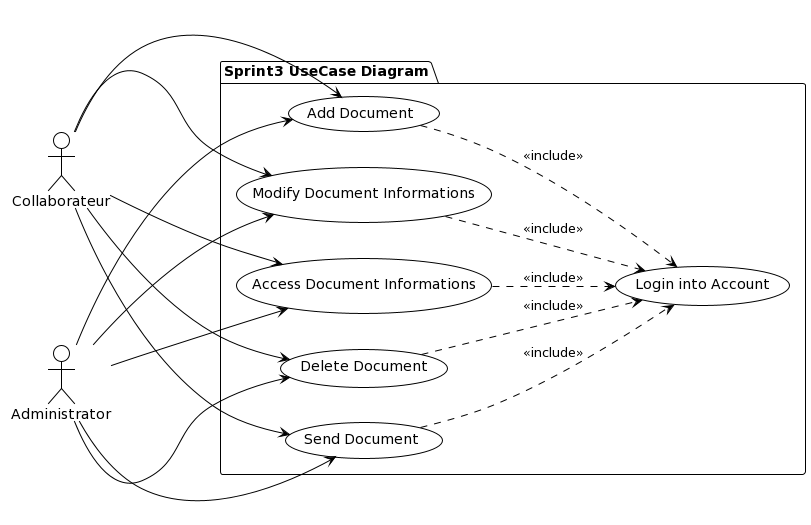 Sprint3 UseCase Diagram
Add Document
«include»
Modify Document Informations
Collaborateur
«include»
«include»
Access Document Informations
Login into Account
«include»
«include»
Delete Document
Administrator
Send Document